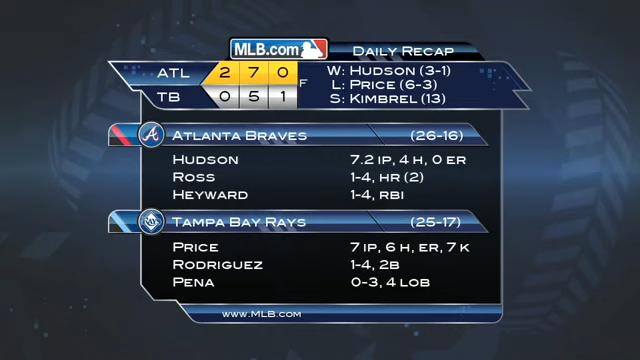 MLB.com DAILY RECAP
ATL 2 7 0 F W: HUDSON (3-1)
L: PRICE (6-3)
TB 0 5 1 S: KIMBREL (13)
ATLANTA BRAVES (26-16)
HUDSON 7.2 IP, 4 H, 0 ER
ROSS 1-4, HR (2)
HEYWARD 1-4, RBI
RAYS TAMPA BAY RAYS (25-17)
PRICE 7 IP, 6 H, ER, 7 K
RODRIGUEZ 1-4, 2B
PENA 0-3, 4 LOB
www.MLB.com